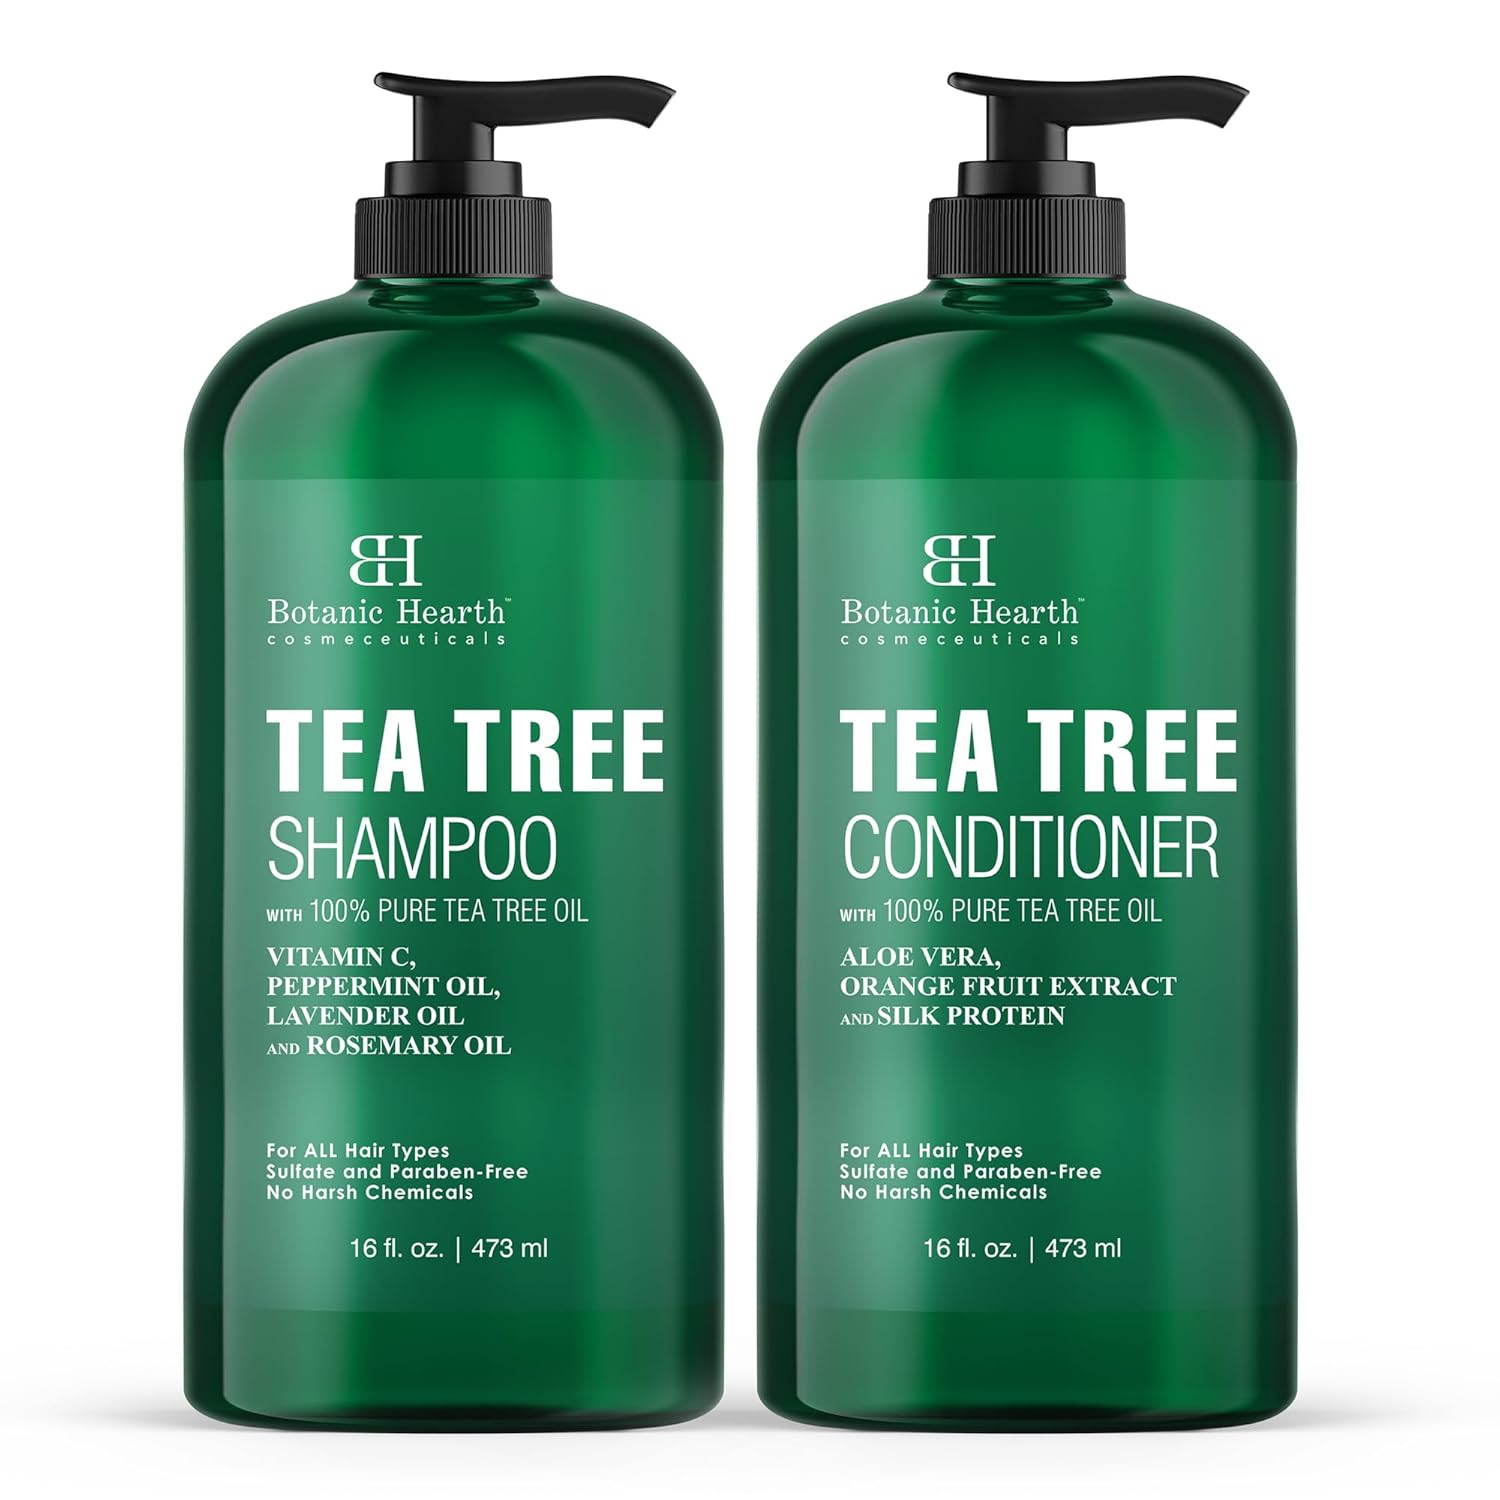 BH
Botanic Hearth™
cosmeceuticals
TEA TREE
SHAMPOO
WITH 100% PURE TEA TREE OIL
VITAMIN C,
PEPPERMINT OIL,
LAVENDER OIL
AND ROSEMARY OIL
For ALL Hair Types
Sulfate and Paraben-Free
No Harsh Chemicals
16 fl. oz. | 473 ml
BH
Botanic Hearth™
cosmeceuticals
TEA TREE
CONDITIONER
WITH 100% PURE TEA TREE OIL
ALOE VERA,
ORANGE FRUIT EXTRACT
AND SILK PROTEIN
For ALL Hair Types
Sulfate and Paraben-Free
No Harsh Chemicals
16 fl. oz. | 473 ml